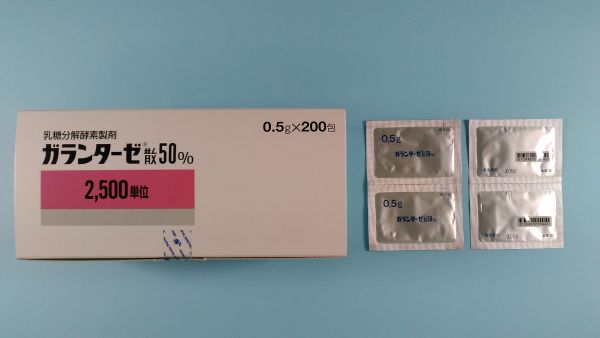 乳糖分解酵素製剤
ガランターゼ®散50%
2,500単位
0.5g×200包
0.5g
ガランターゼ散50%
0.5g
ガランターゼ散50%